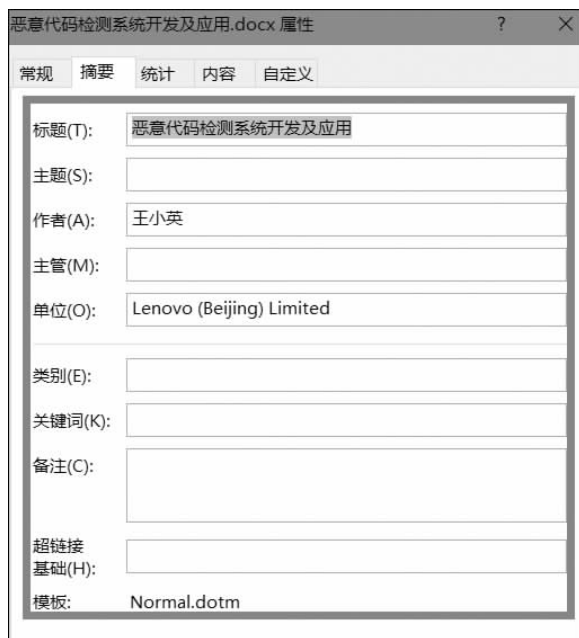 恶意代码检测系统开发及应用.docx 属性 ? ×
常规 摘要 统计 内容 自定义
标题(T): 恶意代码检测系统开发及应用
主题(S):
作者(A): 王小英
主管(M):
单位(O): Lenovo (Beijing) Limited
类别(E):
关键词(K):
备注(C):
超链接
基础(H):
模板: Normal.dotm